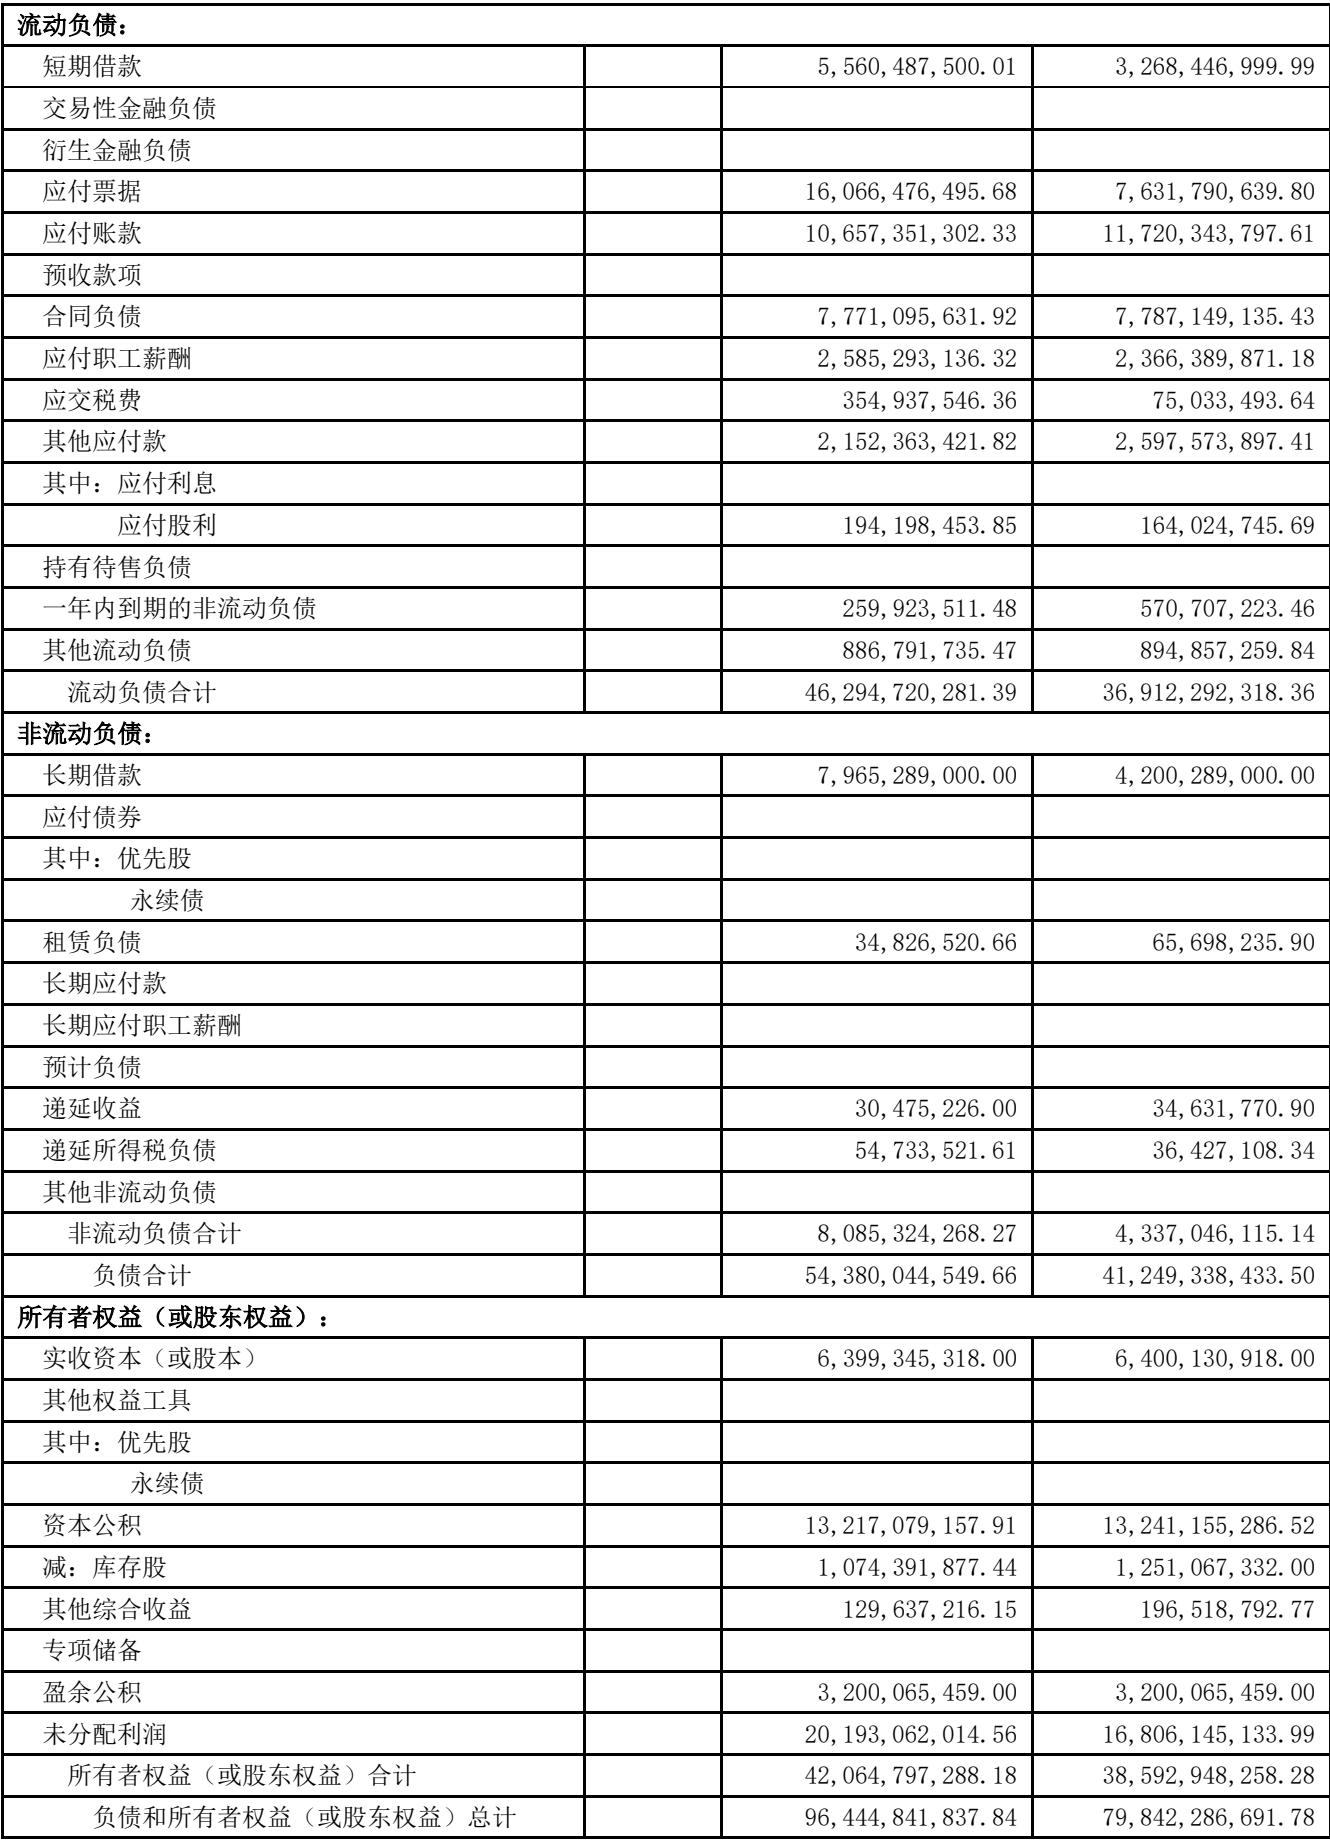 流动负债：
短期借款 5,560,487,500.01 3,268,446,999.99
交易性金融负债
衍生金融负债
应付票据 16,066,476,495.68 7,631,790,639.80
应付账款 10,657,351,302.33 11,720,343,797.61
预收款项
合同负债 7,771,095,631.92 7,787,149,135.43
应付职工薪酬 2,585,293,136.32 2,366,389,871.18
应交税费 354,937,546.36 75,033,493.64
其他应付款 2,152,363,421.82 2,597,573,897.41
其中：应付利息
应付股利 194,198,453.85 164,024,745.69
持有待售负债
一年内到期的非流动负债 259,923,511.48 570,707,223.46
其他流动负债 886,791,735.47 894,857,259.84
流动负债合计 46,294,720,281.39 36,912,292,318.36
非流动负债：
长期借款 7,965,289,000.00 4,200,289,000.00
应付债券
其中：优先股
永续债
租赁负债 34,826,520.66 65,698,235.90
长期应付款
长期应付职工薪酬
预计负债
递延收益 30,475,226.00 34,631,770.90
递延所得税负债 54,733,521.61 36,427,108.34
其他非流动负债
非流动负债合计 8,085,324,268.27 4,337,046,115.14
负债合计 54,380,044,549.66 41,249,338,433.50
所有者权益（或股东权益）：
实收资本（或股本） 6,399,345,318.00 6,400,130,918.00
其他权益工具
其中：优先股
永续债
资本公积 13,217,079,157.91 13,241,155,286.52
减：库存股 1,074,391,877.44 1,251,067,332.00
其他综合收益 129,637,216.15 196,518,792.77
专项储备
盈余公积 3,200,065,459.00 3,200,065,459.00
未分配利润 20,193,062,014.56 16,806,145,133.99
所有者权益（或股东权益）合计 42,064,797,288.18 38,592,948,258.28
负债和所有者权益（或股东权益）总计 96,444,841,837.84 79,842,286,691.78